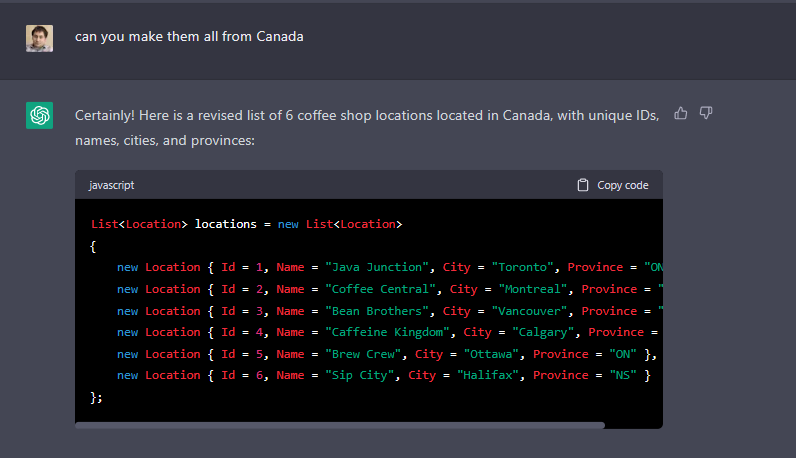 can you make them all from Canada
Certainly! Here is a revised list of 6 coffee shop locations located in Canada, with unique IDs,
names, cities, and provinces:
javascript
Copy code
List<Location> locations = new List<Location>
{
new Location { Id = 1, Name = "Java Junction", City = "Toronto", Province = "ON
new Location { Id = 2, Name = "Coffee Central", City = "Montreal", Province = "
new Location { Id = 3, Name = "Bean Brothers", City = "Vancouver", Province = "
new Location { Id = 4, Name = "Caffeine Kingdom", City = "Calgary", Province =
new Location { Id = 5, Name = "Brew Crew", City = "Ottawa", Province = "ON" },
new Location { Id = 6, Name = "Sip City", City = "Halifax", Province = "NS" }
};